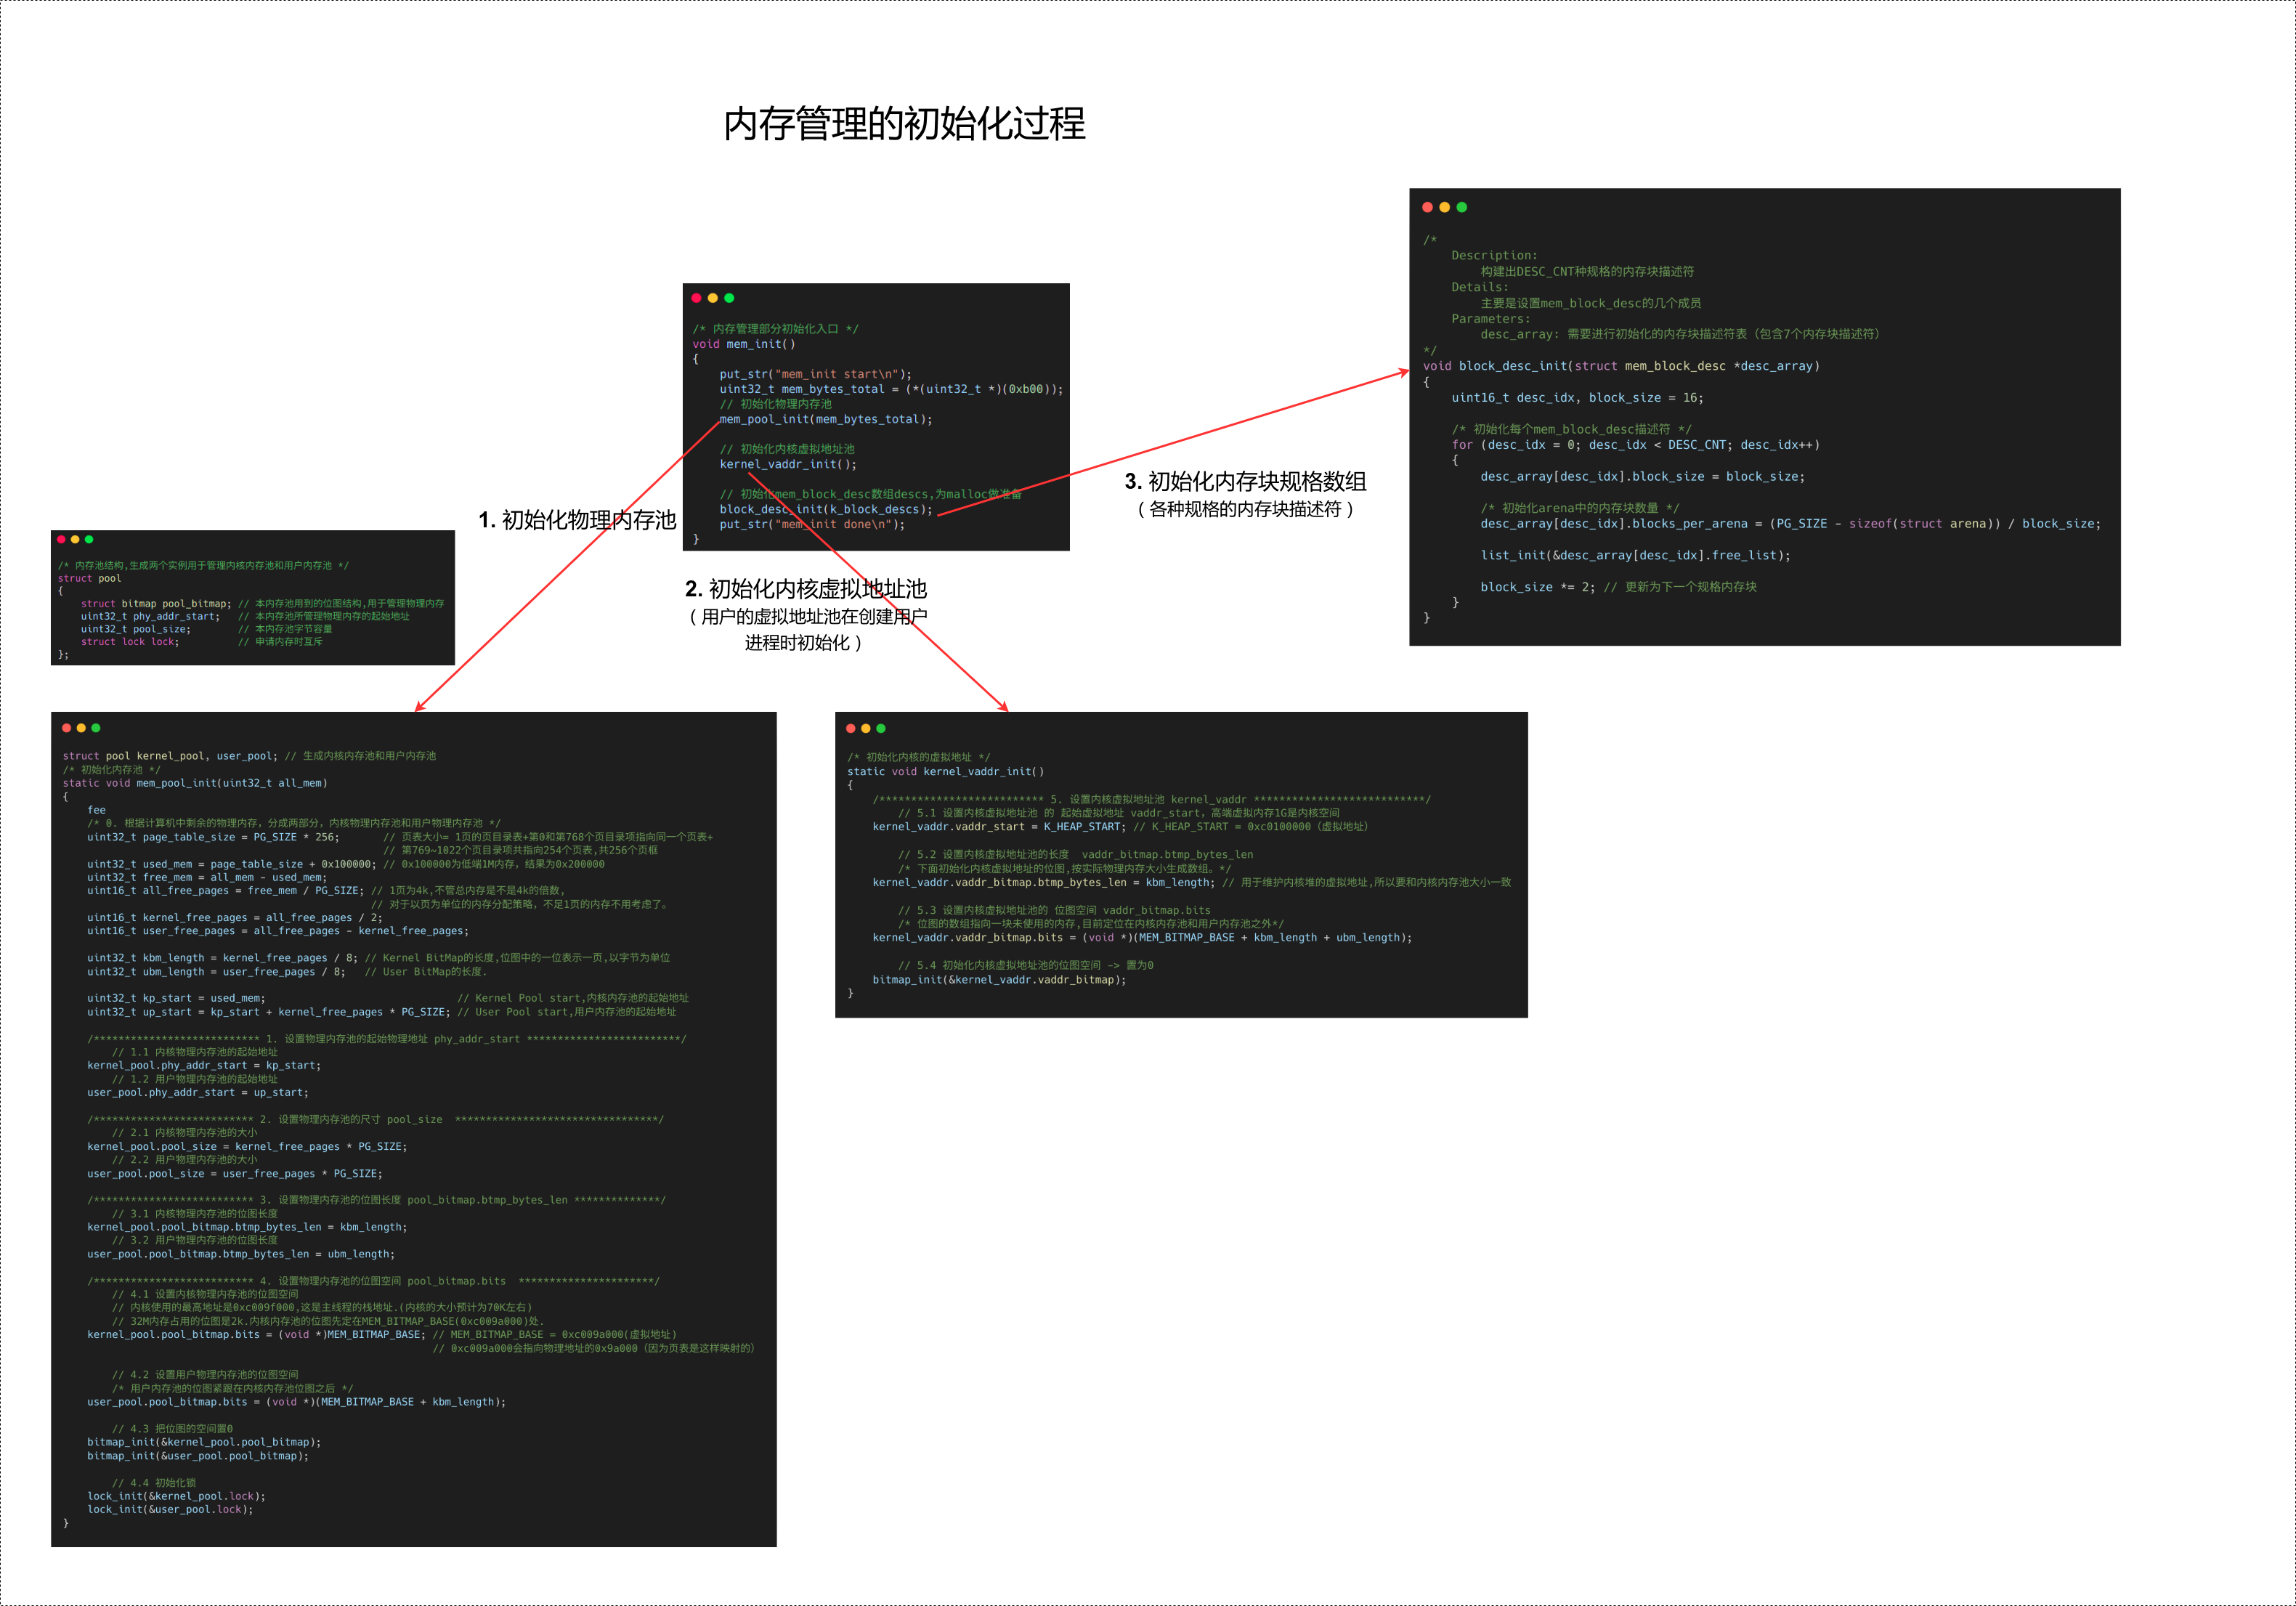 内存管理的初始化过程
/* 内存管理部分初始化入口 */
void mem_init()
{
    put_str("mem_init start\n");
    uint32_t mem_bytes_total = (*(uint32_t *)(0xb00));
    // 初始化物理内存池
    mem_pool_init(mem_bytes_total);

    // 初始化内核虚拟地址池
    kernel_vaddr_init();

    // 初始化mem_block_desc数组descs,为malloc做准备
    block_desc_init(k_block_descs);
    put_str("mem_init done\n");
}
1. 初始化物理内存池
2. 初始化内核虚拟地址池
（用户的虚拟地址池在创建用户
进程时初始化）
3. 初始化内存块规格数组
（各种规格的内存块描述符）
/*
    Description:
        构建出DESC_CNT种规格的内存块描述符
    Details:
        主要是设置mem_block_desc的几个成员
    Parameters:
        desc_array: 需要进行初始化的内存块描述符表（包含7个内存块描述符）
*/
void block_desc_init(struct mem_block_desc *desc_array)
{
    uint16_t desc_idx, block_size = 16;

    /* 初始化每个mem_block_desc描述符 */
    for (desc_idx = 0; desc_idx < DESC_CNT; desc_idx++)
    {
        desc_array[desc_idx].block_size = block_size;

        /* 初始化arena中的内存块数量 */
        desc_array[desc_idx].blocks_per_arena = (PG_SIZE - sizeof(struct arena)) / block_size;

        list_init(&desc_array[desc_idx].free_list);

        block_size *= 2; // 更新为下一个规格内存块
    }
}
/* 内存池结构,生成两个实例用于管理内核内存池和用户内存池 */
struct pool
{
    struct bitmap pool_bitmap; // 本内存池用到的位图结构,用于管理物理内存
    uint32_t phy_addr_start;   // 本内存池所管理物理内存的起始地址
    uint32_t pool_size;        // 本内存池字节容量
    struct lock lock;          // 申请内存时互斥
};
struct pool kernel_pool, user_pool; // 生成内核内存池和用户内存池
/* 初始化内存池 */
static void mem_pool_init(uint32_t all_mem)
{
    fee
    /* 0. 根据计算机中剩余的物理内存，分成两部分，内核物理内存池和用户物理内存池 */
    uint32_t page_table_size = PG_SIZE * 256;       // 页表大小= 1页的页目录表+第0和第768个页目录项指向同一个页表+
                                                    // 第769~1022个页目录项共指向254个页表,共256个页框
    uint32_t used_mem = page_table_size + 0x100000; // 0x100000为低端1M内存，结果为0x200000
    uint32_t free_mem = all_mem - used_mem;
    uint16_t all_free_pages = free_mem / PG_SIZE; // 1页为4k,不管总内存是不是4k的倍数,
                                                  // 对于以页为单位的内存分配策略，不足1页的内存不用考虑了。
    uint16_t kernel_free_pages = all_free_pages / 2;
    uint16_t user_free_pages = all_free_pages - kernel_free_pages;

    uint32_t kbm_length = kernel_free_pages / 8; // Kernel BitMap的长度,位图中的一位表示一页,以字节为单位
    uint32_t ubm_length = user_free_pages / 8;   // User BitMap的长度.

    uint32_t kp_start = used_mem;                               // Kernel Pool start,内核内存池的起始地址
    uint32_t up_start = kp_start + kernel_free_pages * PG_SIZE; // User Pool start,用户内存池的起始地址

    /*************************** 1. 设置物理内存池的起始物理地址 phy_addr_start *************************/
        // 1.1 内核物理内存池的起始地址
    kernel_pool.phy_addr_start = kp_start;
        // 1.2 用户物理内存池的起始地址
    user_pool.phy_addr_start = up_start;

    /************************** 2. 设置物理内存池的尺寸 pool_size  *********************************/
        // 2.1 内核物理内存池的大小
    kernel_pool.pool_size = kernel_free_pages * PG_SIZE;
        // 2.2 用户物理内存池的大小
    user_pool.pool_size = user_free_pages * PG_SIZE;

    /************************** 3. 设置物理内存池的位图长度 pool_bitmap.btmp_bytes_len **************/
        // 3.1 内核物理内存池的位图长度
    kernel_pool.pool_bitmap.btmp_bytes_len = kbm_length;
        // 3.2 用户物理内存池的位图长度
    user_pool.pool_bitmap.btmp_bytes_len = ubm_length;

    /************************** 4. 设置物理内存池的位图空间 pool_bitmap.bits  **********************/
        // 4.1 设置内核物理内存池的位图空间
        // 内核使用的最高地址是0xc009f000,这是主线程的栈地址.(内核的大小预计为70K左右)
        // 32M内存占用的位图是2k.内核内存池的位图先定在MEM_BITMAP_BASE(0xc009a000)处.
    kernel_pool.pool_bitmap.bits = (void *)MEM_BITMAP_BASE; // MEM_BITMAP_BASE = 0xc009a000(虚拟地址)
                                                            // 0xc009a000会指向物理地址的0x9a000（因为页表是这样映射的）

        // 4.2 设置用户物理内存池的位图空间
        /* 用户内存池的位图紧跟在内核内存池位图之后 */
    user_pool.pool_bitmap.bits = (void *)(MEM_BITMAP_BASE + kbm_length);

        // 4.3 把位图的空间置0
    bitmap_init(&kernel_pool.pool_bitmap);
    bitmap_init(&user_pool.pool_bitmap);

        // 4.4 初始化锁
    lock_init(&kernel_pool.lock);
    lock_init(&user_pool.lock);
}
/* 初始化内核的虚拟地址 */
static void kernel_vaddr_init()
{
    /************************** 5. 设置内核虚拟地址池 kernel_vaddr ***************************/
        // 5.1 设置内核虚拟地址池 的 起始虚拟地址 vaddr_start，高端虚拟内存1G是内核空间
    kernel_vaddr.vaddr_start = K_HEAP_START; // K_HEAP_START = 0xc0100000（虚拟地址）

        // 5.2 设置内核虚拟地址池的长度  vaddr_bitmap.btmp_bytes_len
        /* 下面初始化内核虚拟地址的位图,按实际物理内存大小生成数组。*/
    kernel_vaddr.vaddr_bitmap.btmp_bytes_len = kbm_length; // 用于维护内核堆的虚拟地址,所以要和内核内存池大小一致

        // 5.3 设置内核虚拟地址池的 位图空间 vaddr_bitmap.bits
        /* 位图的数组指向一块未使用的内存,目前定位在内核内存池和用户内存池之外*/
    kernel_vaddr.vaddr_bitmap.bits = (void *)(MEM_BITMAP_BASE + kbm_length + ubm_length);

        // 5.4 初始化内核虚拟地址池的位图空间 -> 置为0
    bitmap_init(&kernel_vaddr.vaddr_bitmap);
}